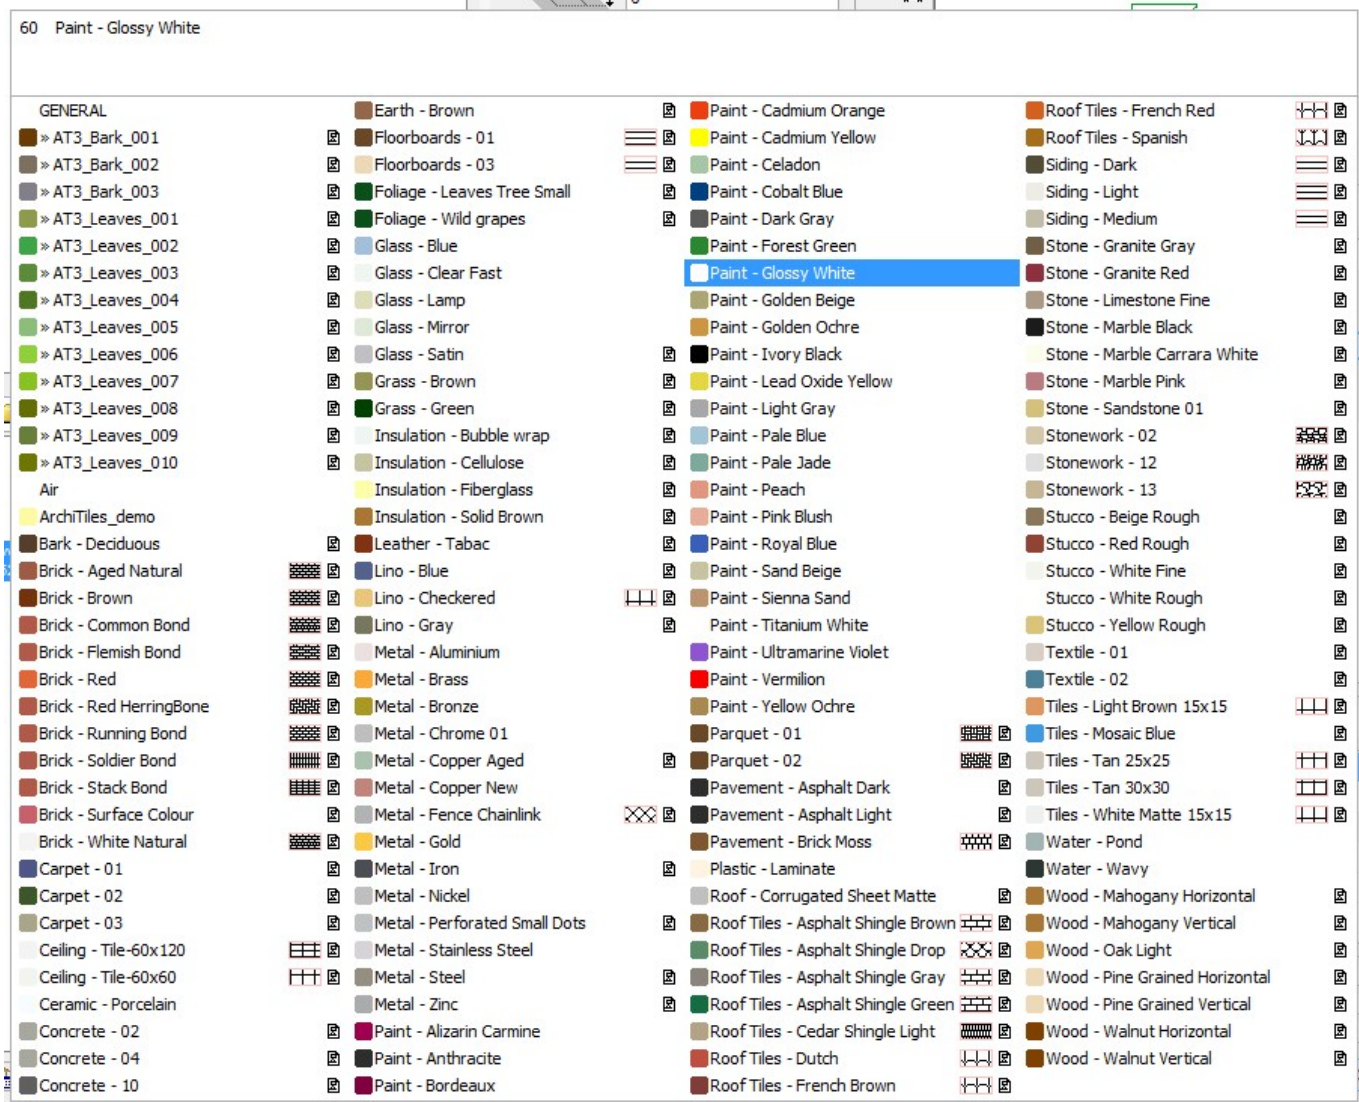 60 Paint - Glossy White
GENERAL
» AT3_Bark_001
» AT3_Bark_002
» AT3_Bark_003
» AT3_Leaves_001
» AT3_Leaves_002
» AT3_Leaves_003
» AT3_Leaves_004
» AT3_Leaves_005
» AT3_Leaves_006
» AT3_Leaves_007
» AT3_Leaves_008
» AT3_Leaves_009
» AT3_Leaves_010
Air
ArchiTiles_demo
Bark - Deciduous
Brick - Aged Natural
Brick - Brown
Brick - Common Bond
Brick - Flemish Bond
Brick - Red
Brick - Red HerringBone
Brick - Running Bond
Brick - Soldier Bond
Brick - Stack Bond
Brick - Surface Colour
Brick - White Natural
Carpet - 01
Carpet - 02
Carpet - 03
Ceiling - Tile-60x120
Ceiling - Tile-60x60
Ceramic - Porcelain
Concrete - 02
Concrete - 04
Concrete - 10
Earth - Brown
Floorboards - 01
Floorboards - 03
Foliage - Leaves Tree Small
Foliage - Wild grapes
Glass - Blue
Glass - Clear Fast
Glass - Lamp
Glass - Mirror
Glass - Satin
Grass - Brown
Grass - Green
Insulation - Bubble wrap
Insulation - Cellulose
Insulation - Fiberglass
Insulation - Solid Brown
Leather - Tabac
Lino - Blue
Lino - Checkered
Lino - Gray
Metal - Aluminium
Metal - Brass
Metal - Bronze
Metal - Chrome 01
Metal - Copper Aged
Metal - Copper New
Metal - Fence Chainlink
Metal - Gold
Metal - Iron
Metal - Nickel
Metal - Perforated Small Dots
Metal - Stainless Steel
Metal - Steel
Metal - Zinc
Paint - Alizarin Carmine
Paint - Anthracite
Paint - Bordeaux
Paint - Cadmium Orange
Paint - Cadmium Yellow
Paint - Celadon
Paint - Cobalt Blue
Paint - Dark Gray
Paint - Forest Green
Paint - Glossy White
Paint - Golden Beige
Paint - Golden Ochre
Paint - Ivory Black
Paint - Lead Oxide Yellow
Paint - Light Gray
Paint - Pale Blue
Paint - Pale Jade
Paint - Peach
Paint - Pink Blush
Paint - Royal Blue
Paint - Sand Beige
Paint - Sienna Sand
Paint - Titanium White
Paint - Ultramarine Violet
Paint - Vermilion
Paint - Yellow Ochre
Parquet - 01
Parquet - 02
Pavement - Asphalt Dark
Pavement - Asphalt Light
Pavement - Brick Moss
Plastic - Laminate
Roof - Corrugated Sheet Matte
Roof Tiles - Asphalt Shingle Brown
Roof Tiles - Asphalt Shingle Drop
Roof Tiles - Asphalt Shingle Gray
Roof Tiles - Asphalt Shingle Green
Roof Tiles - Cedar Shingle Light
Roof Tiles - Dutch
Roof Tiles - French Brown
Roof Tiles - French Red
Roof Tiles - Spanish
Siding - Dark
Siding - Light
Siding - Medium
Stone - Granite Gray
Stone - Granite Red
Stone - Limestone Fine
Stone - Marble Black
Stone - Marble Carrara White
Stone - Marble Pink
Stone - Sandstone 01
Stonework - 02
Stonework - 12
Stonework - 13
Stucco - Beige Rough
Stucco - Red Rough
Stucco - White Fine
Stucco - White Rough
Stucco - Yellow Rough
Textile - 01
Textile - 02
Tiles - Light Brown 15x15
Tiles - Mosaic Blue
Tiles - Tan 25x25
Tiles - Tan 30x30
Tiles - White Matte 15x15
Water - Pond
Water - Wavy
Wood - Mahogany Horizontal
Wood - Mahogany Vertical
Wood - Oak Light
Wood - Pine Grained Horizontal
Wood - Pine Grained Vertical
Wood - Walnut Horizontal
Wood - Walnut Vertical